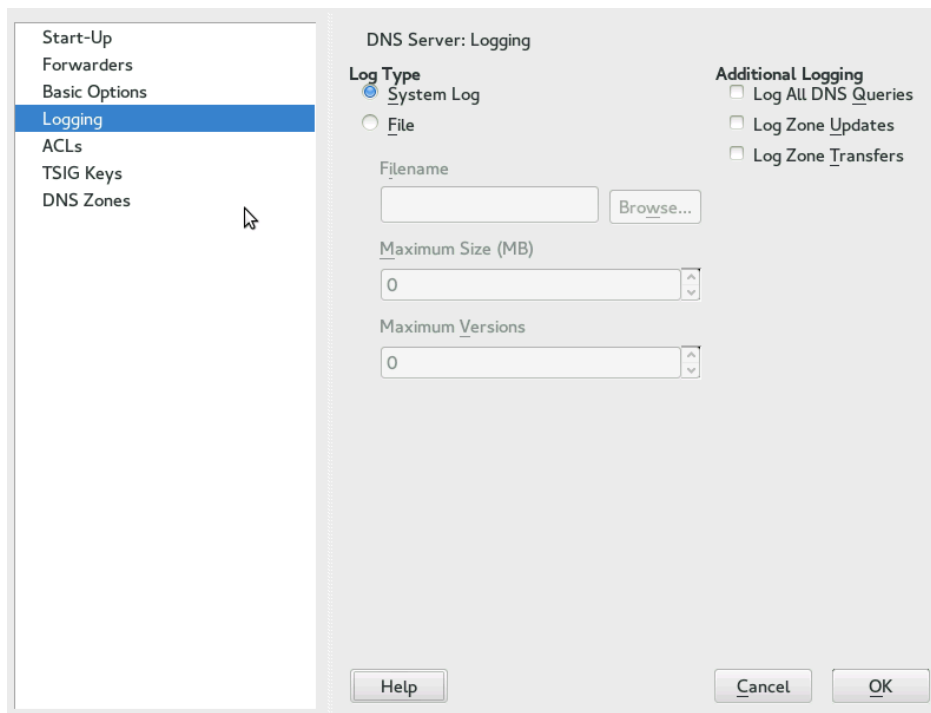 Start-Up
Forwarders
Basic Options
Logging
ACLs
TSIG Keys
DNS Zones
DNS Server: Logging
Log Type
System Log
File
Filename
Browse...
Maximum Size (MB)
0
Maximum Versions
0
Additional Logging
Log All DNS Queries
Log Zone Updates
Log Zone Transfers
Help
Cancel
OK